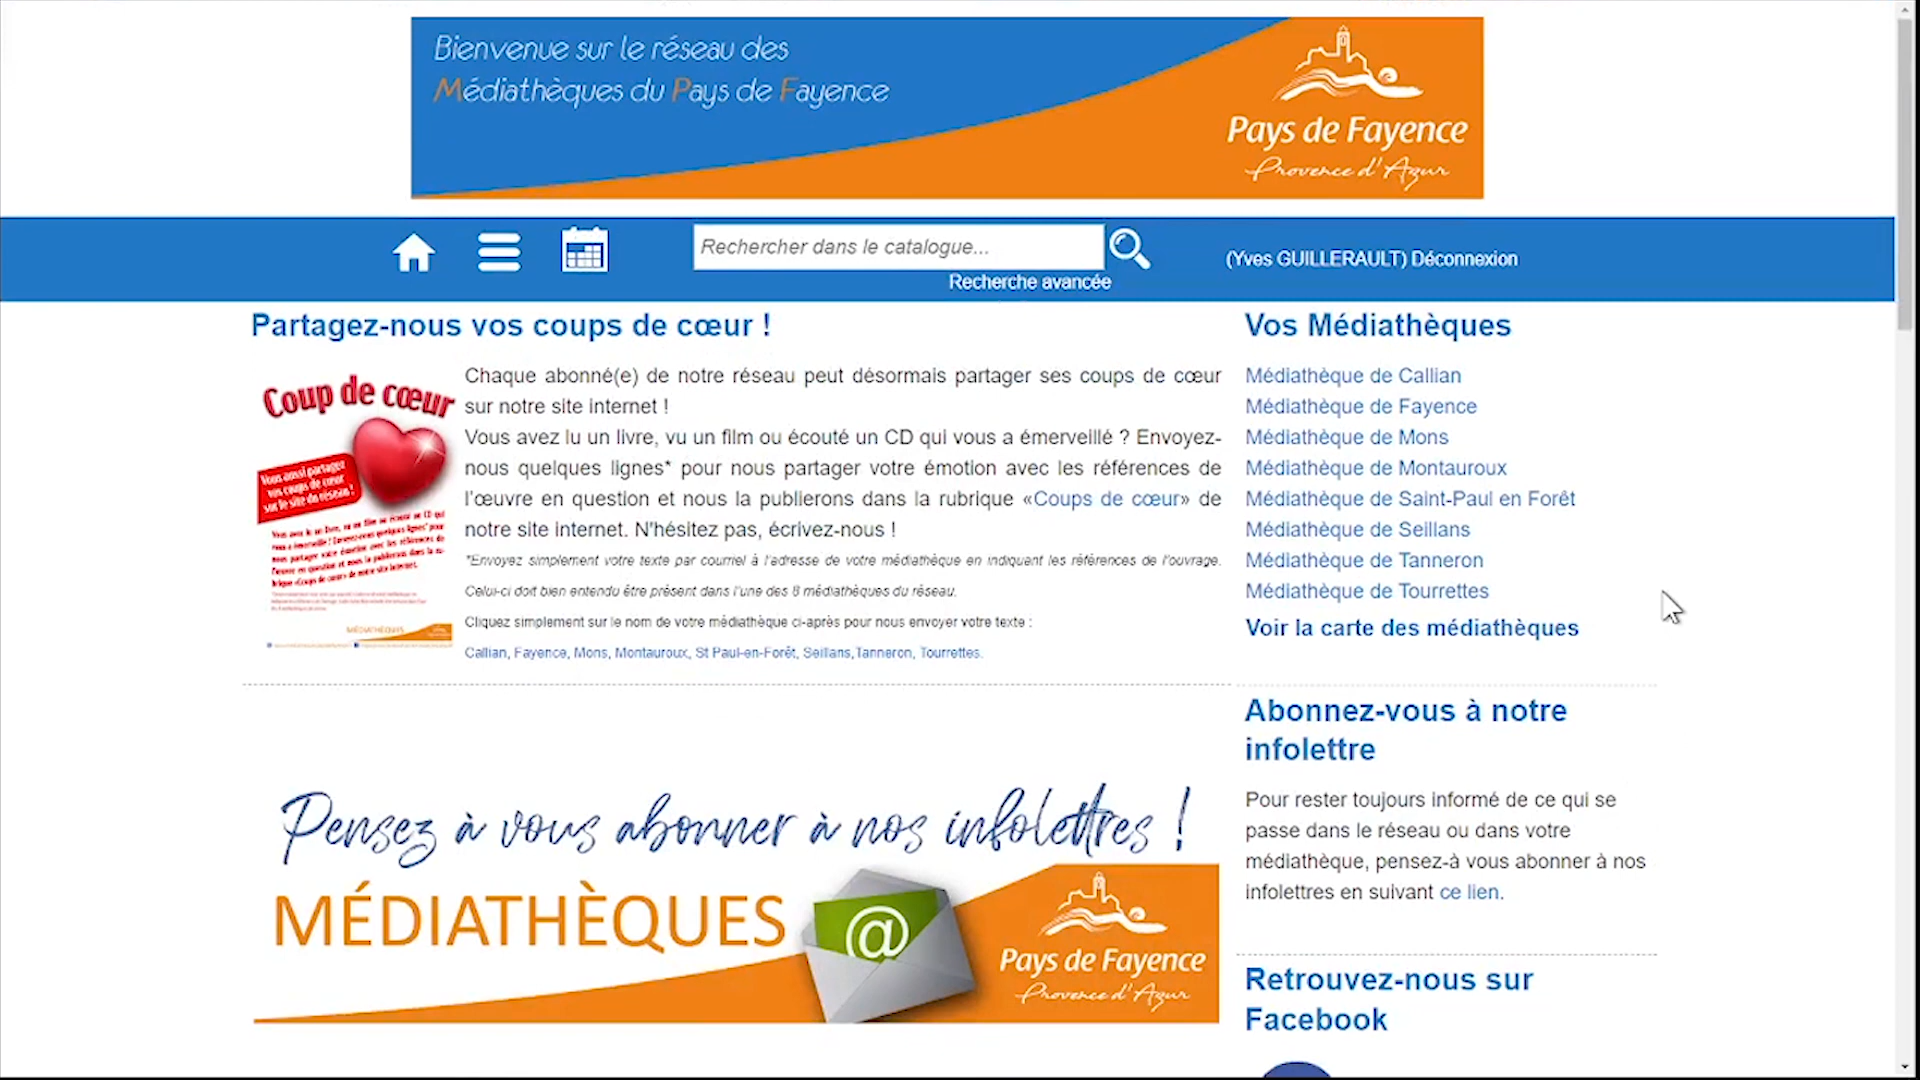 Bienvenue sur le réseau des
Médiathèques du Pays de Fayence
Pays de Fayence
Provence d'Azur
Rechercher dans le catalogue...
Recherche avancée
(Yves GUILLERAULT) Déconnexion
Partagez-nous vos coups de cœur !
Coup de cœur
Vous aussi partagez
vos coups de cœur
sur le site du réseau !
Chaque abonné(e) de notre réseau peut désormais partager ses coups de cœur
sur notre site internet !
Vous avez lu un livre, vu un film ou écouté un CD qui vous a émerveillé ? Envoyez-
nous quelques lignes* pour nous partager votre émotion avec les références de
l'œuvre en question et nous la publierons dans la rubrique «Coups de cœur» de
notre site internet. N'hésitez pas, écrivez-nous !
*Envoyez simplement votre texte par courriel à l'adresse de votre médiathèque en indiquant les références de l'ouvrage.
Celui-ci doit bien entendu être présent dans l'une des 8 médiathèques du réseau.
Cliquez simplement sur le nom de votre médiathèque ci-après pour nous envoyer votre texte :
Callian, Fayence, Mons, Montauroux, St Paul-en-Forêt, Seillans,Tanneron, Tourrettes.
Pensez à vous abonner à nos infolettres !
MÉDIATHÈQUES
@
Pays de Fayence
Provence d'Azur
Vos Médiathèques
Médiathèque de Callian
Médiathèque de Fayence
Médiathèque de Mons
Médiathèque de Montauroux
Médiathèque de Saint-Paul en Forêt
Médiathèque de Seillans
Médiathèque de Tanneron
Médiathèque de Tourrettes
Voir la carte des médiathèques
Abonnez-vous à notre
infolettre
Pour rester toujours informé de ce qui se
passe dans le réseau ou dans votre
médiathèque, pensez-à vous abonner à nos
infolettres en suivant ce lien.
Retrouvez-nous sur
Facebook